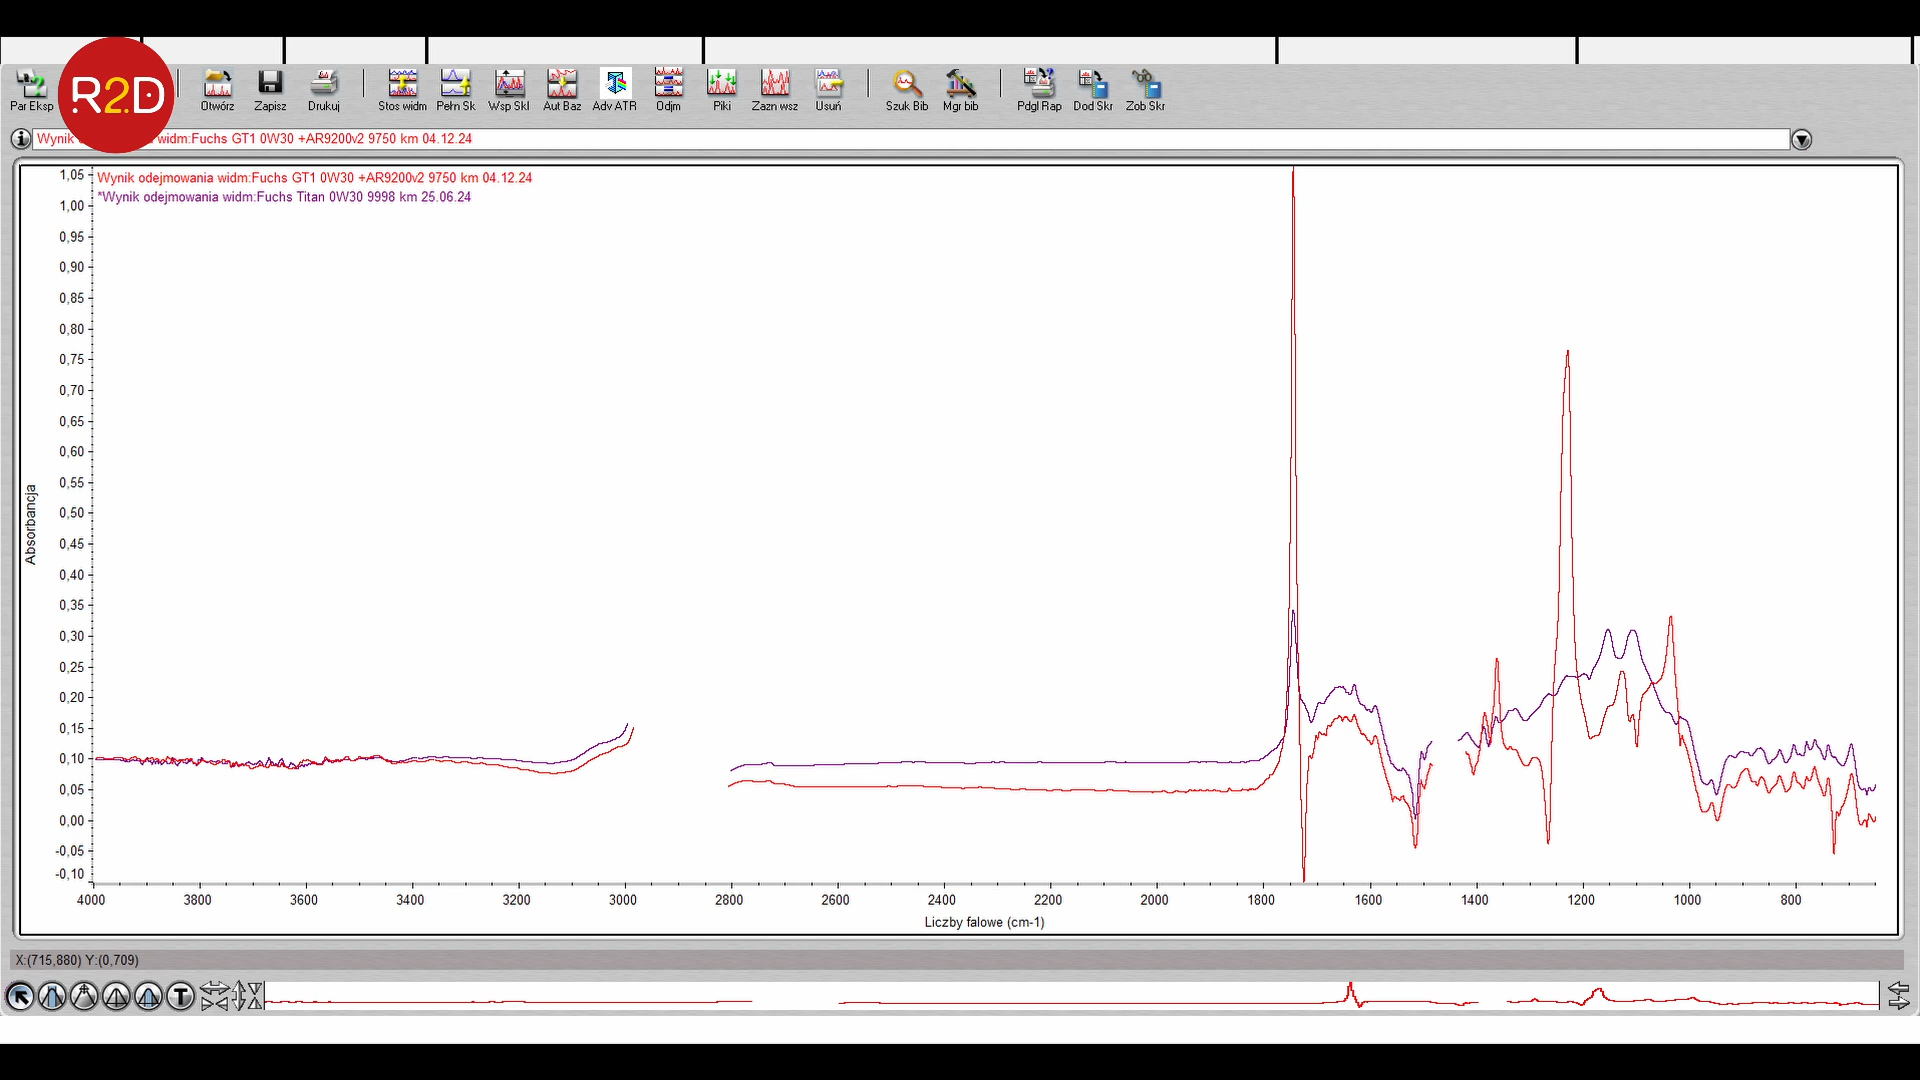 R2D
Par Eksp Otwórz Zapisz Drukuj Stos widm Pełn Sk Wsp Skl Aut Baz Adv ATR Odjm Piki Zazn wsz Usuń Szuk Bib Mgr bib Pdgl Rap Dod Skr Zob Skr
Wynik widm:Fuchs GT1 0W30 +AR9200v2 9750 km 04.12.24
Wynik odejmowania widm:Fuchs GT1 0W30 +AR9200v2 9750 km 04.12.24
*Wynik odejmowania widm:Fuchs Titan 0W30 9998 km 25.06.24
1,05
1,00
0,95
0,90
0,85
0,80
0,75
0,70
0,65
0,60
0,55
0,50
0,45
0,40
0,35
0,30
0,25
0,20
0,15
0,10
0,05
0,00
-0,05
-0,10
Absorbancja
4000 3800 3600 3400 3200 3000 2800 2600 2400 2200 2000 1800 1600 1400 1200 1000 800
Liczby falowe (cm-1)
X:(715,880) Y:(0,709)
T